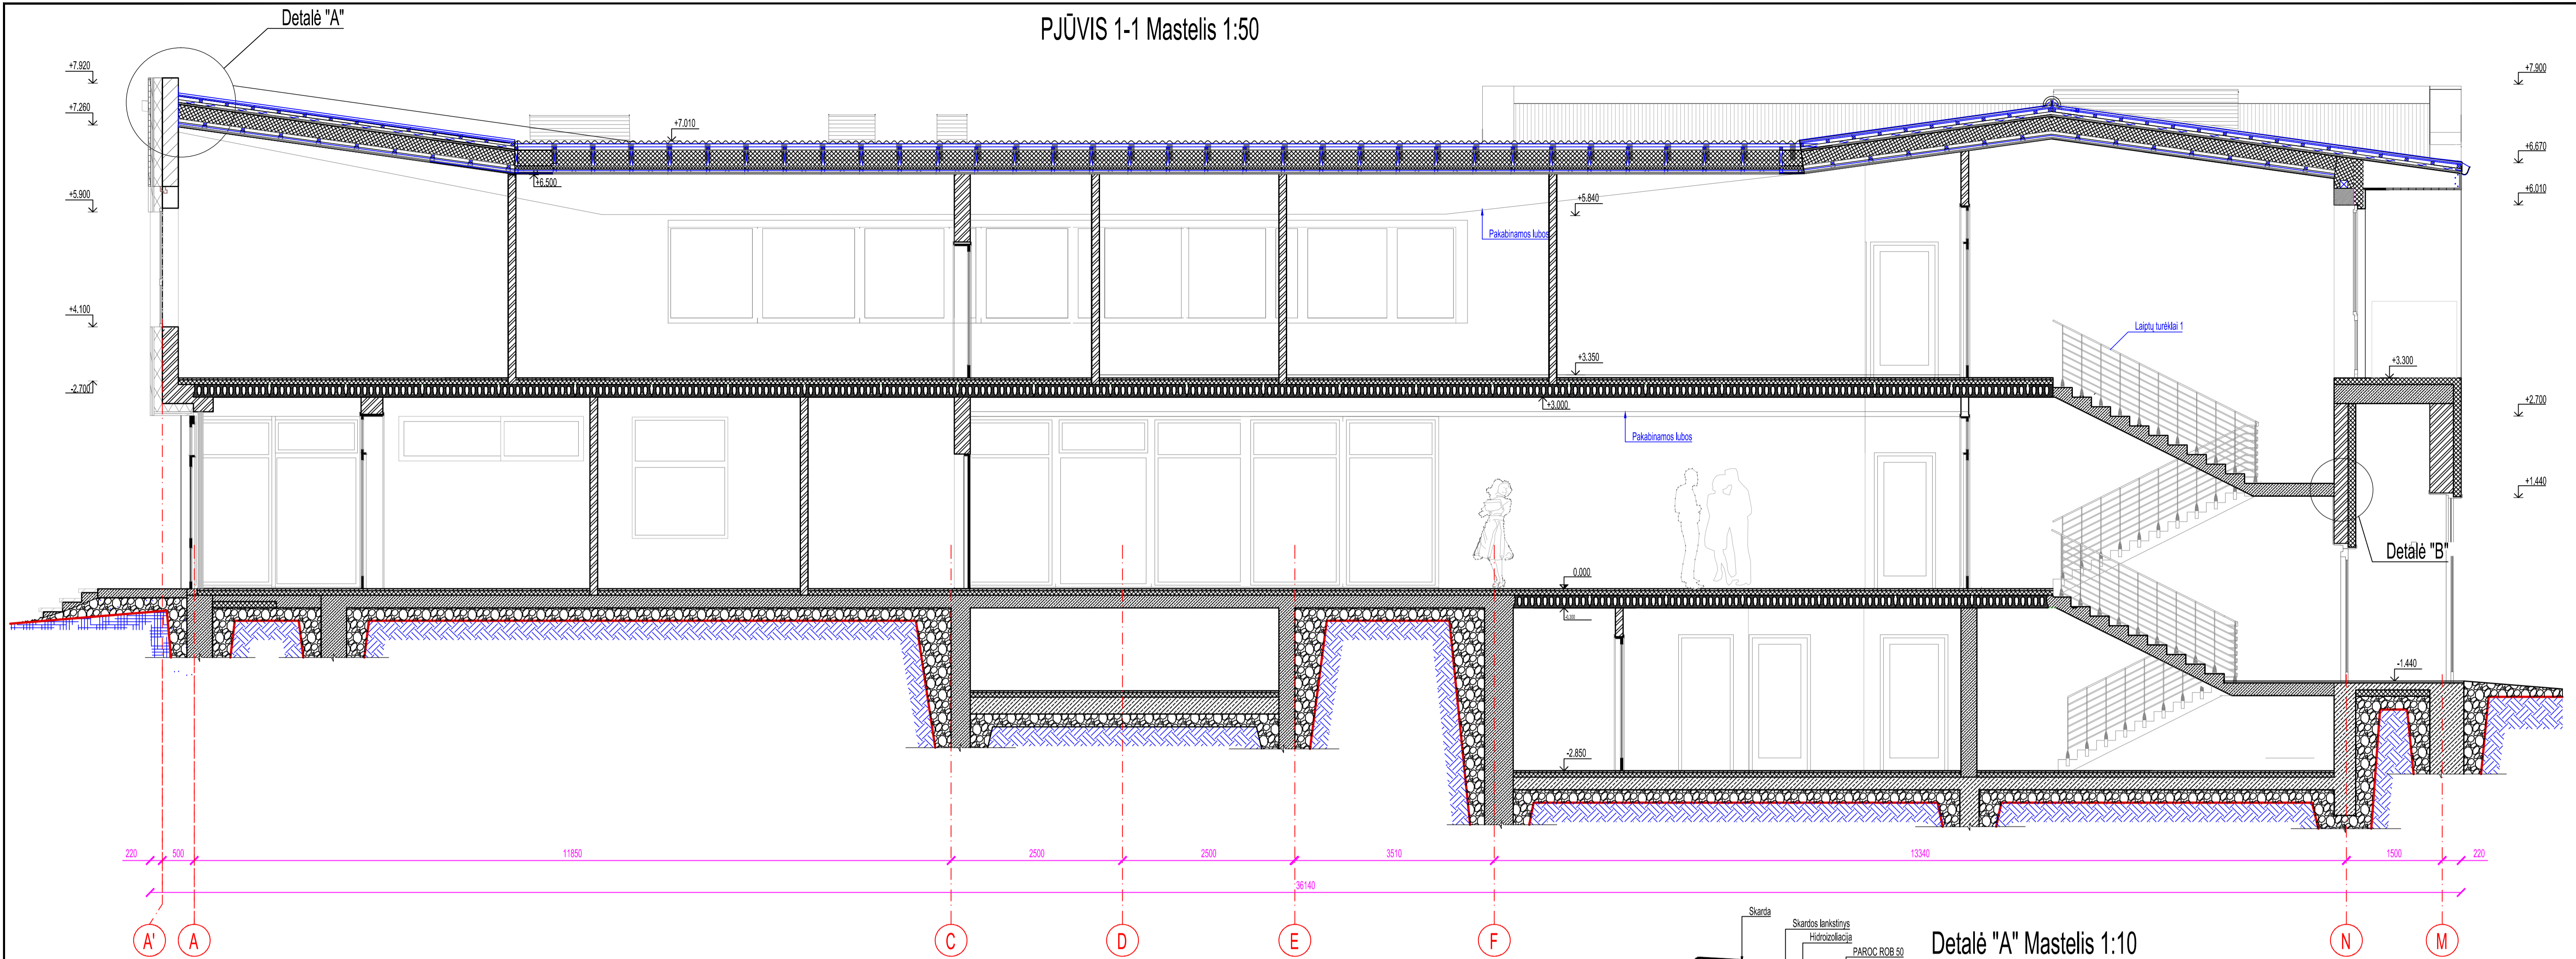 Detalė "A"
PJŪVIS 1-1 Mastelis 1:50
+7.920
+7.900
+7.260
+7.010
+6.670
+6.500
+5.900
+5.840
+6.010
Pakabinamos lubos
+4.100
Laiptų turėklai 1
+3.350
+3.300
-2.700
+3.000
+2.700
Pakabinamos lubos
+1.440
Detalė "B"
0.000
-1.440
-2.850
220 500 11850 2500 2500 3510 13340 1500 220
36140
A' A C D E F N M
Skarda
Skardos lankstinys
Hidroizoliacija
PAROC ROB 50
Detalė "A" Mastelis 1:10